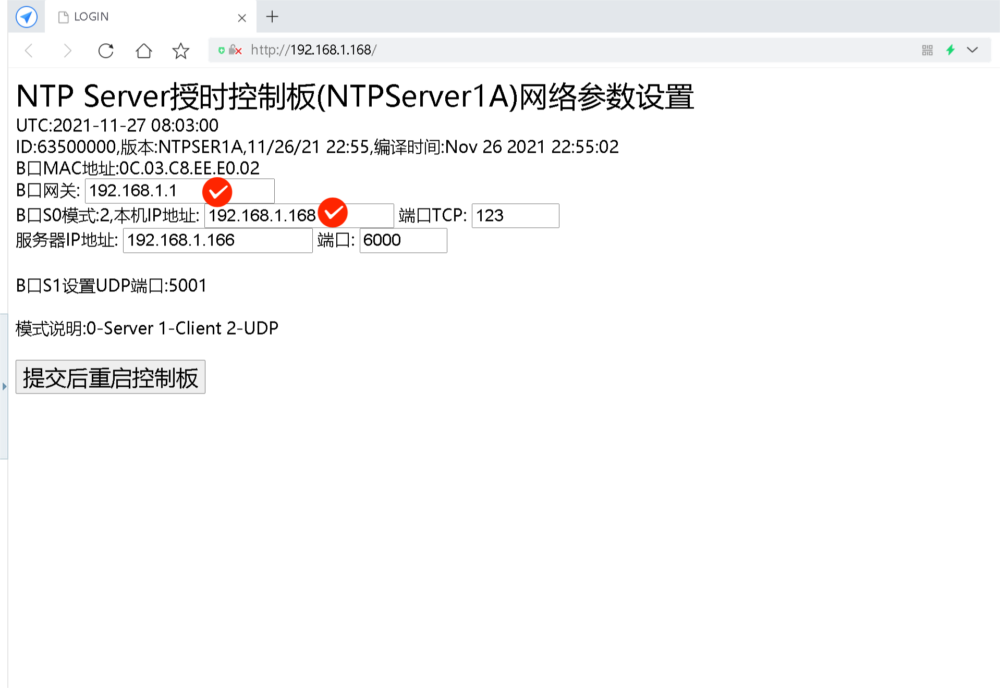 LOGIN
http://192.168.1.168/
NTP Server授时控制板(NTPServer1A)网络参数设置
UTC:2021-11-27 08:03:00
ID:63500000,版本:NTPSER1A,11/26/21 22:55,编译时间:Nov 26 2021 22:55:02
B口MAC地址:0C.03.C8.EE.E0.02
B口网关: 192.168.1.1
B口S0模式:2,本机IP地址: 192.168.1.168 端口TCP: 123
服务器IP地址: 192.168.1.166 端口: 6000
B口S1设置UDP端口:5001
模式说明:0-Server 1-Client 2-UDP
提交后重启控制板